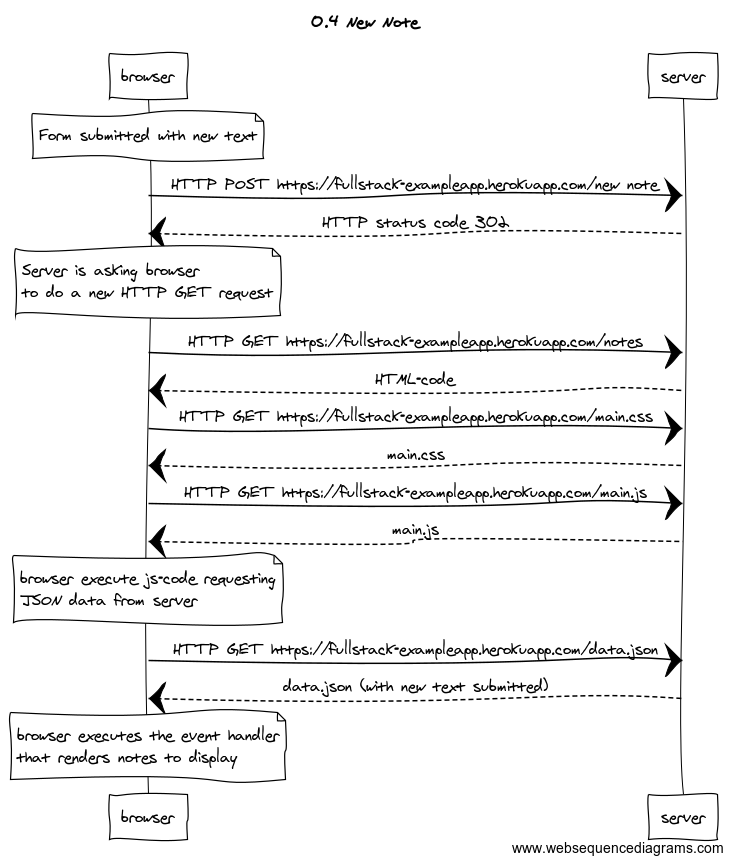 0.4 New Note
browser
server
Form submitted with new text
HTTP POST https://fullstack-exampleapp.herokuapp.com/new note
HTTP status code 302
Server is asking browser
to do a new HTTP GET request
HTTP GET https://fullstack-exampleapp.herokuapp.com/notes
HTML-code
HTTP GET https://fullstack-exampleapp.herokuapp.com/main.css
main.css
HTTP GET https://fullstack-exampleapp.herokuapp.com/main.js
main.js
browser execute js-code requesting
JSON data from server
HTTP GET https://fullstack-exampleapp.herokuapp.com/data.json
data.json (with new text submitted)
browser executes the event handler
that renders notes to display
browser
server
www.websequencediagrams.com